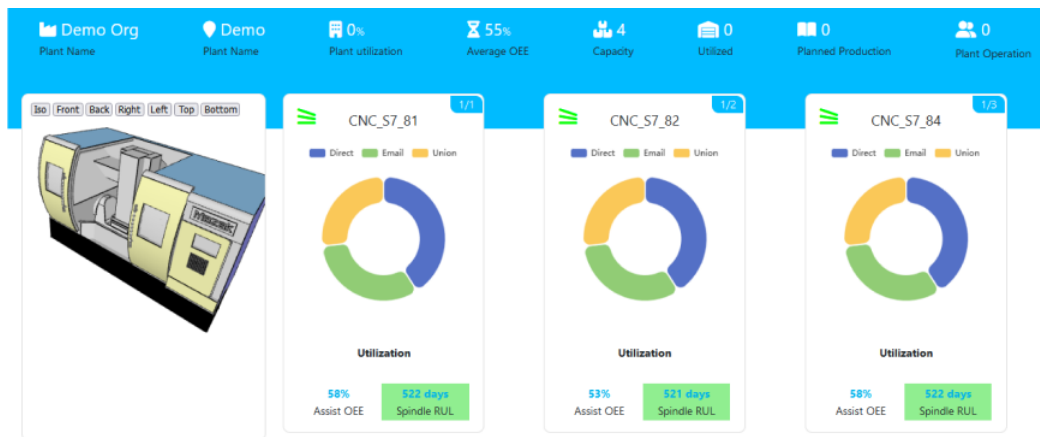 Demo Org
Plant Name
Demo
Plant Name
0%
Plant utilization
55%
Average OEE
4
Capacity
0
Utilized
0
Planned Production
0
Plant Operation
Iso Front Back Right Left Top Bottom
Mazak
1/1
CNC_S7_81
Direct Email Union
Utilization
58%
Assist OEE
522 days
Spindle RUL
1/2
CNC_S7_82
Direct Email Union
Utilization
53%
Assist OEE
521 days
Spindle RUL
1/3
CNC_S7_84
Direct Email Union
Utilization
58%
Assist OEE
522 days
Spindle RUL